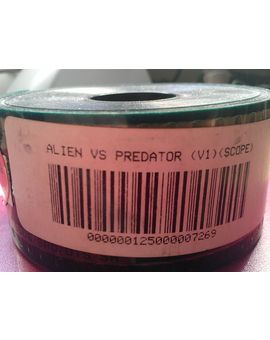 ALIEN VS PREDATOR (V1)(SCOPE)
000000125000007269